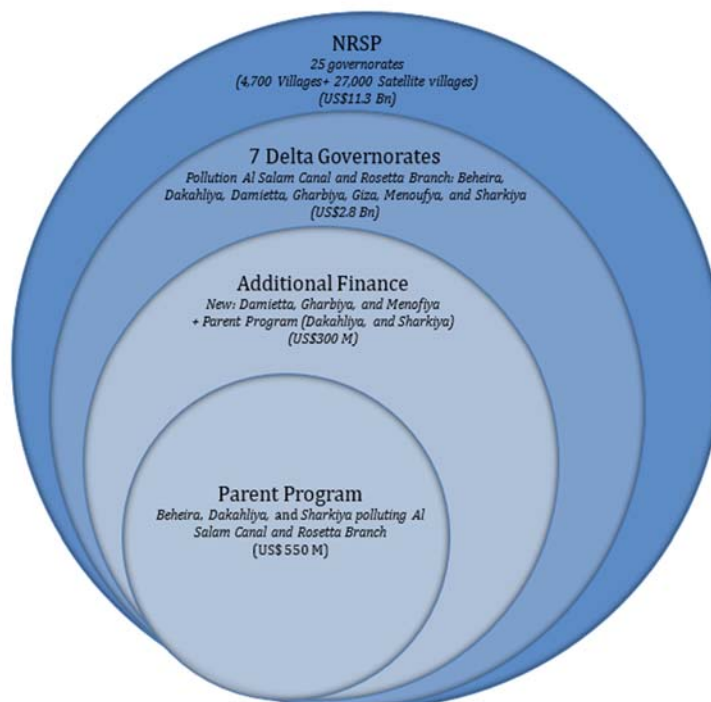 NRSP
25 governorates
(4,700 Villages+ 27,000 Satellite villages)
(US$11.3 Bn)
7 Delta Governorates
Pollution Al Salam Canal and Rosetta Branch: Beheira,
Dakahliya, Damietta, Gharbiya, Giza, Menoufya, and Sharkiya
(US$2.8 Bn)
Additional Finance
New: Damietta, Gharbiya, and Menofiya
+ Parent Program (Dakahliya, and Sharkiya)
(US$300 M)
Parent Program
Beheira, Dakahliya, and Sharkiya polluting Al
Salam Canal and Rosetta Branch
(US$ 550 M)